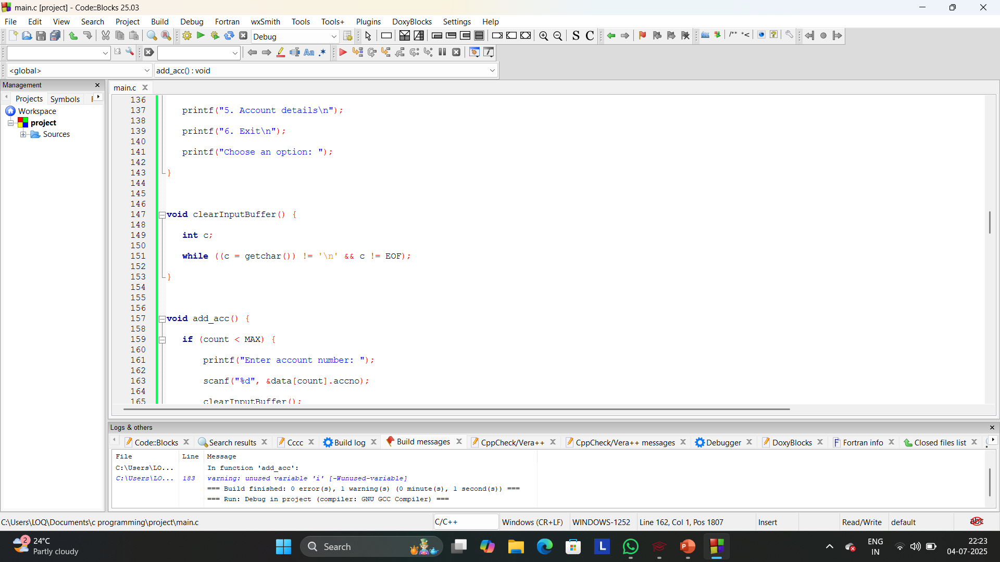 main.c [project] - Code::Blocks 25.03
File Edit View Search Project Build Debug Fortran wxSmith Tools Tools+ Plugins DoxyBlocks Settings Help
Debug
S C /** *<
Aa .*
<global> add_acc() : void
Management
Projects Symbols
Workspace
project
Sources
main.c
136
137 printf("5. Account details\n");
138
139 printf("6. Exit\n");
140
141 printf("Choose an option: ");
142
143 }
144
145
146
147 void clearInputBuffer() {
148
149 int c;
150
151 while ((c = getchar()) != '\n' && c != EOF);
152
153 }
154
155
156
157 void add_acc() {
158
159 if (count < MAX) {
160
161 printf("Enter account number: ");
162
163 scanf("%d", &data[count].accno);
164
165 clearInputBuffer();
Logs & others
Code::Blocks Search results Cccc Build log Build messages CppCheck/Vera++ CppCheck/Vera++ messages Debugger DoxyBlocks Fortran info Closed files list
File Line Message
C:\Users\LO... In function 'add_acc':
C:\Users\LO... 183 warning: unused variable 'i' [-Wunused-variable]
=== Build finished: 0 error(s), 1 warning(s) (0 minute(s), 1 second(s)) ===
=== Run: Debug in project (compiler: GNU GCC Compiler) ===
C:\Users\LOQ\Documents\c programming\project\main.c C/C++ Windows (CR+LF) WINDOWS-1252 Line 162, Col 1, Pos 1807 Insert Read/Write default abc
2 24°C
Partly cloudy
Search
L
P
ENG
IN
22:23
04-07-2025